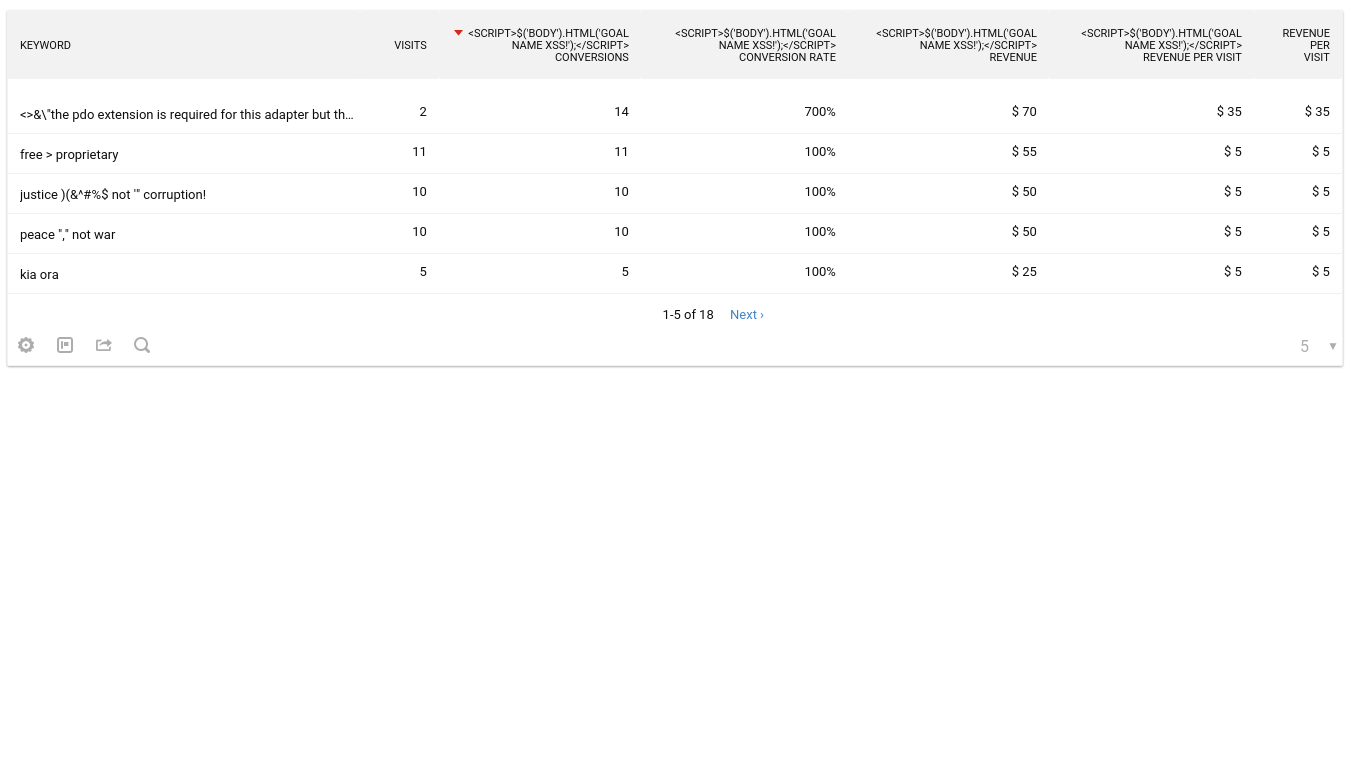 KEYWORD
VISITS
<SCRIPT>$('BODY').HTML('GOAL
NAME XSS!');</SCRIPT>
CONVERSIONS
<SCRIPT>$('BODY').HTML('GOAL
NAME XSS!');</SCRIPT>
CONVERSION RATE
<SCRIPT>$('BODY').HTML('GOAL
NAME XSS!');</SCRIPT>
REVENUE
<SCRIPT>$('BODY').HTML('GOAL
NAME XSS!');</SCRIPT>
REVENUE PER VISIT
REVENUE
PER
VISIT
<>&\"the pdo extension is required for this adapter but th... 2 14 700% $ 70 $ 35 $ 35
free > proprietary 11 11 100% $ 55 $ 5 $ 5
justice )(&^#%$ not '" corruption! 10 10 100% $ 50 $ 5 $ 5
peace "," not war 10 10 100% $ 50 $ 5 $ 5
kia ora 5 5 100% $ 25 $ 5 $ 5
1-5 of 18 Next ›
5